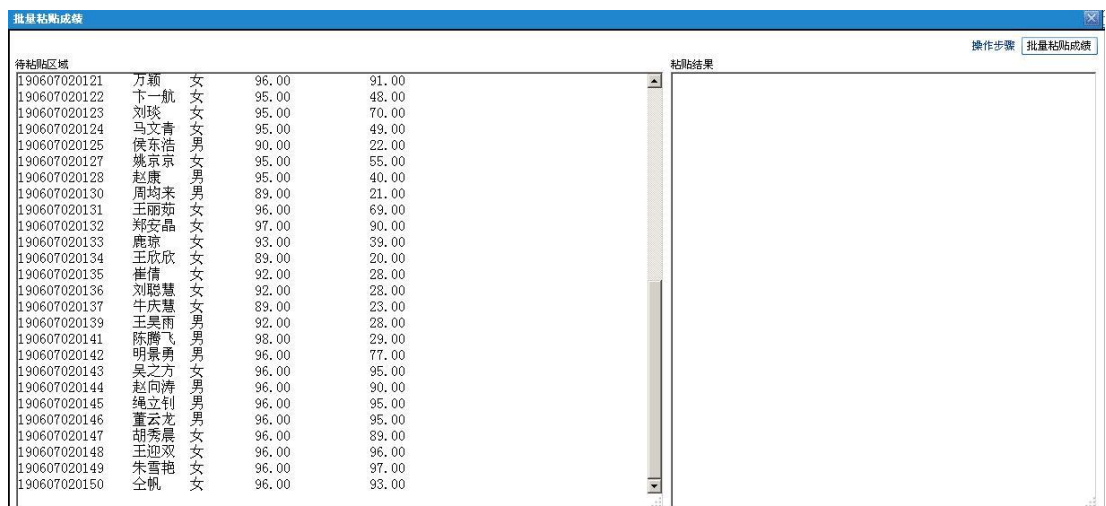 批量粘贴成绩
操作步骤 批量粘贴成绩
待粘贴区域 粘贴结果
190607020121 万颖 女 96.00 91.00
190607020122 卞一航 女 95.00 48.00
190607020123 刘琰 女 95.00 70.00
190607020124 马文青 女 95.00 49.00
190607020125 侯东浩 男 90.00 22.00
190607020127 姚京京 女 95.00 55.00
190607020128 赵康 男 95.00 40.00
190607020130 周均来 男 89.00 21.00
190607020131 王丽茹 女 96.00 69.00
190607020132 郑安晶 女 97.00 90.00
190607020133 鹿琼 女 93.00 39.00
190607020134 王欣欣 女 89.00 20.00
190607020135 崔倩 女 92.00 28.00
190607020136 刘聪慧 女 92.00 28.00
190607020137 牛庆慧 女 89.00 23.00
190607020139 王昊雨 男 92.00 28.00
190607020141 陈腾飞 男 98.00 29.00
190607020142 明景勇 男 96.00 77.00
190607020143 吴之方 女 96.00 95.00
190607020144 赵向涛 男 96.00 90.00
190607020145 绳立钊 男 96.00 95.00
190607020146 董云龙 男 96.00 95.00
190607020147 胡秀晨 女 96.00 89.00
190607020148 王迎双 女 96.00 96.00
190607020149 朱雪艳 女 96.00 97.00
190607020150 仝帆 女 96.00 93.00